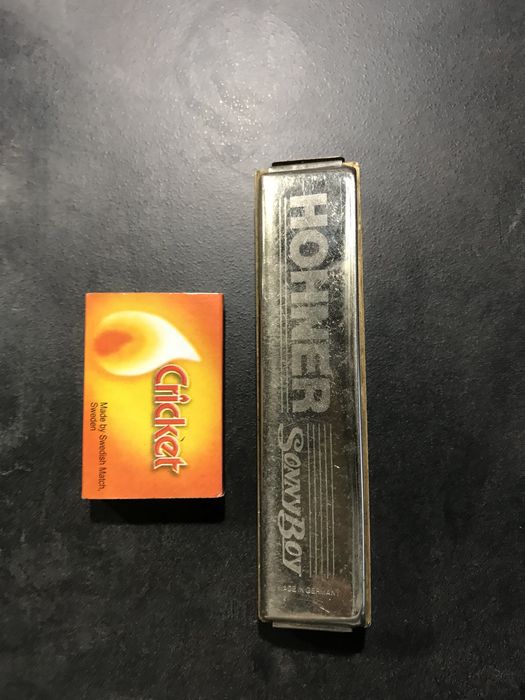 Cricket
Made by Swedish Match,
Sweden
HOHNER
SONNYBOY
MADE IN GERMANY